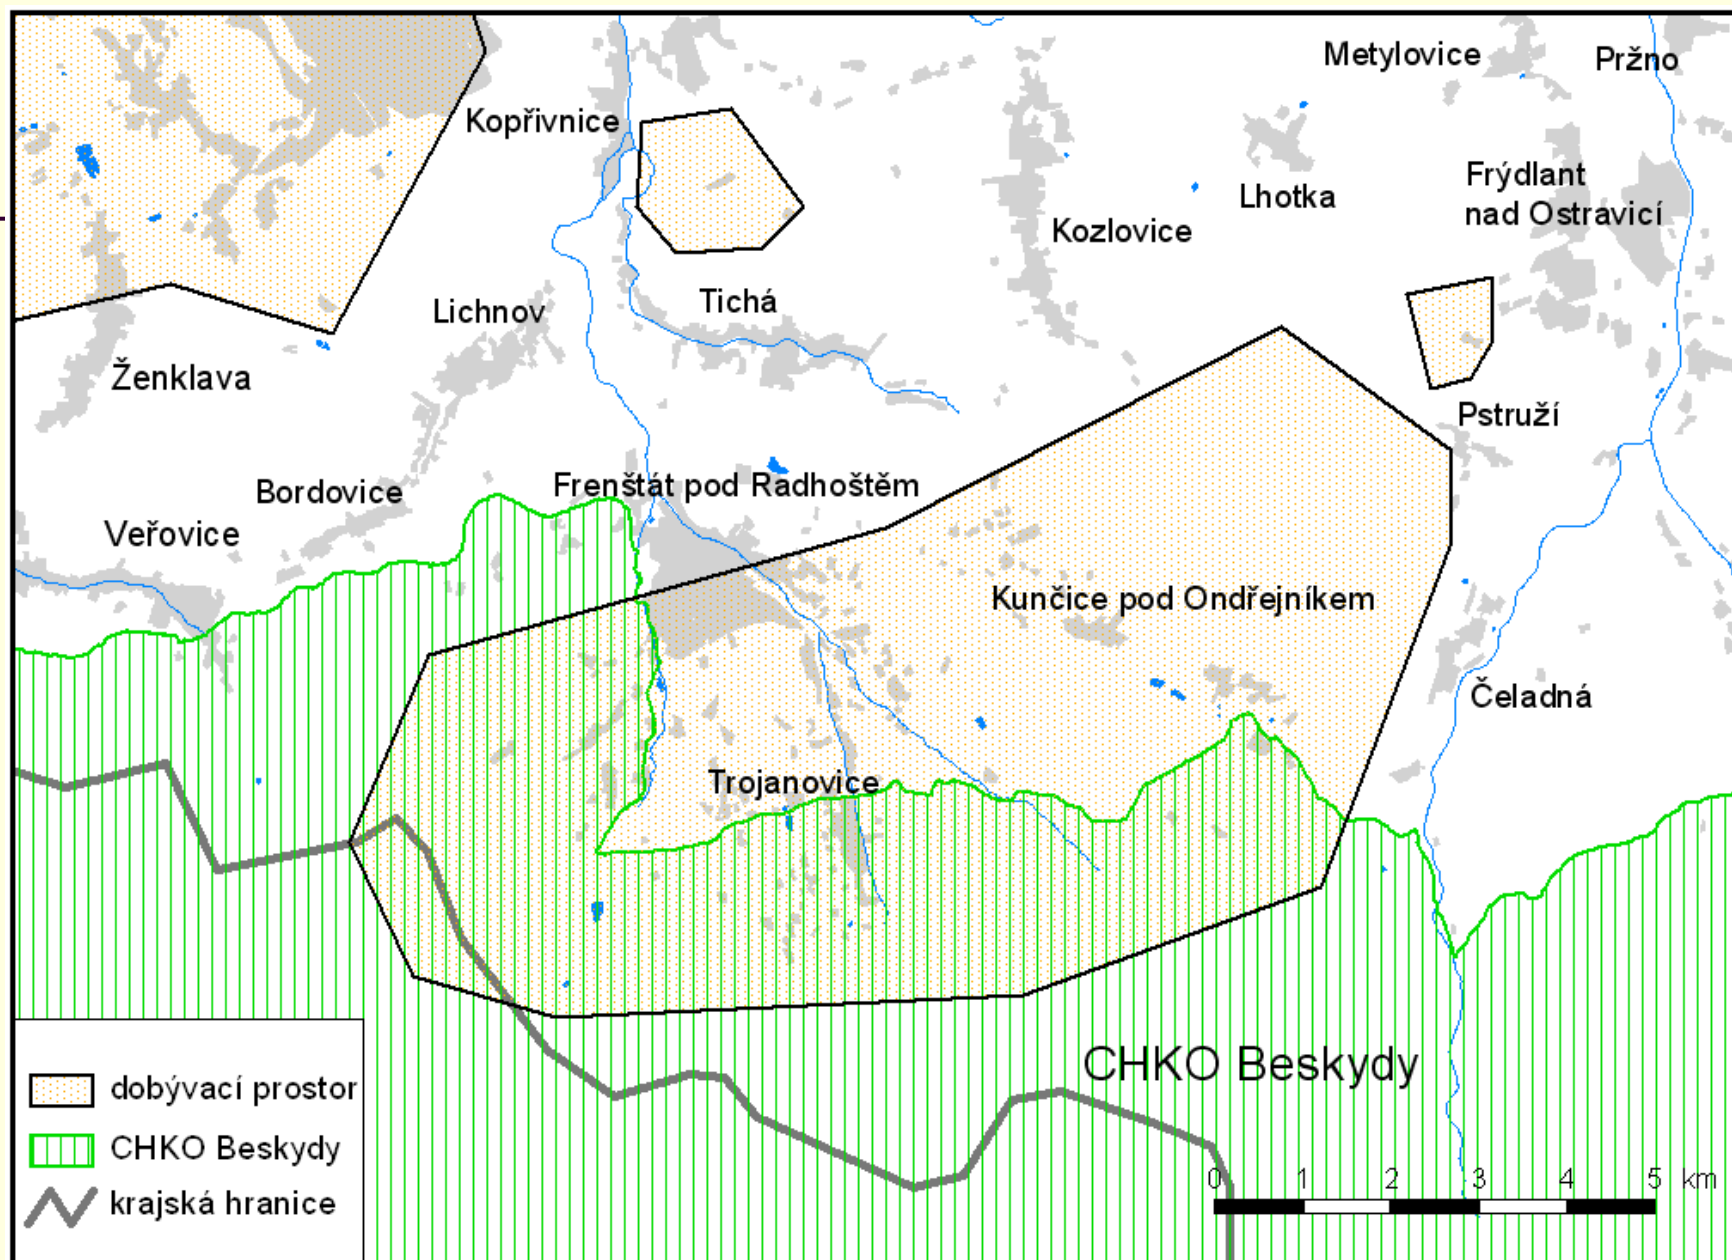 Metylovice
Pržno
Kopřivnice
Frýdlant
nad Ostravicí
Lhotka
Kozlovice
Lichnov
Tichá
Ženklava
Pstruží
Bordovice
Frenštát pod Radhoštěm
Veřovice
Kunčice pod Ondřejníkem
Čeladná
Trojanovice
CHKO Beskydy
dobývací prostor
CHKO Beskydy
krajská hranice
0 1 2 3 4 5 km